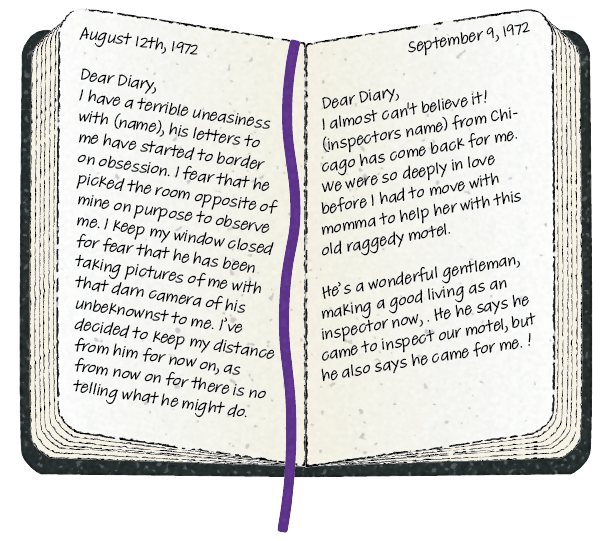 August 12th, 1972
Dear Diary,
I have a terrible uneasiness
with (name), his letters to
me have started to border
on obsession. I fear that he
picked the room opposite of
mine on purpose to observe
me. I keep my window closed
for fear that he has been
taking pictures of me with
that darn camera of his
unbeknownst to me. I've
decided to keep my distance
from him for now on, as
from now on for there is no
telling what he might do.
September 9, 1972
Dear Diary,
I almost can't believe it!
(inspectors name) from Chi-
cago has come back for me.
We were so deeply in love
before I had to move with
momma to help her with this
old raggedy motel.
He's a wonderful gentleman,
making a good living as an
inspector now, . He he says he
came to inspect our motel, but
he also says he came for me. !